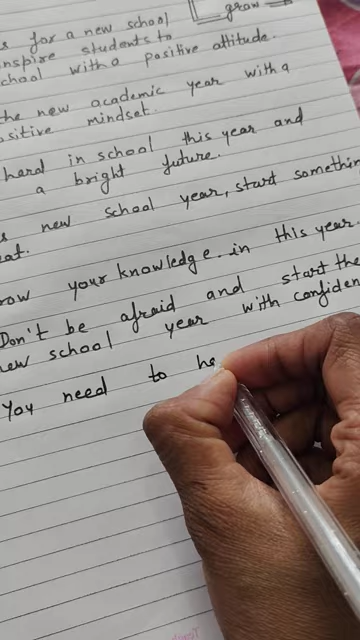 grow
for a new school
inspire students to
school with a positive attitude.
the new academic year with a
positive mindset.
hard in school this year and
a bright future.
new school year, start somethin
row your knowledge. in this year.
Don't be afraid and start the
new school year with confiden
You need to he